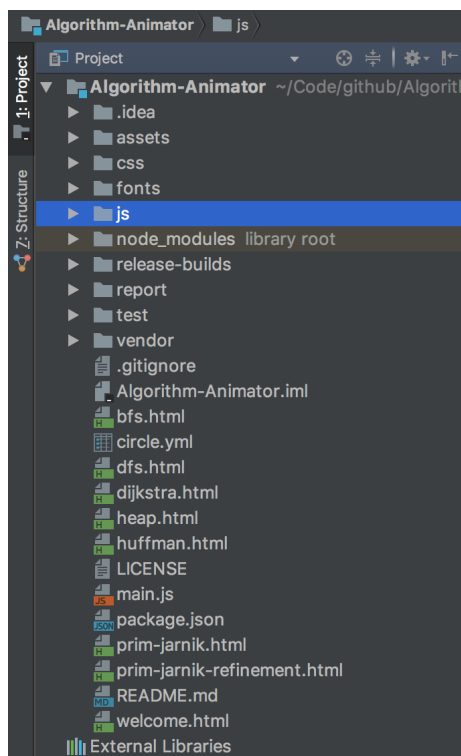 Algorithm-Animator js
1: Project
Z: Structure
Project
Algorithm-Animator ~/Code/github/Algorith
.idea
assets
css
fonts
js
node_modules library root
release-builds
report
test
vendor
.gitignore
Algorithm-Animator.iml
bfs.html
circle.yml
dfs.html
dijkstra.html
heap.html
huffman.html
LICENSE
main.js
package.json
prim-jarnik.html
prim-jarnik-refinement.html
README.md
welcome.html
External Libraries